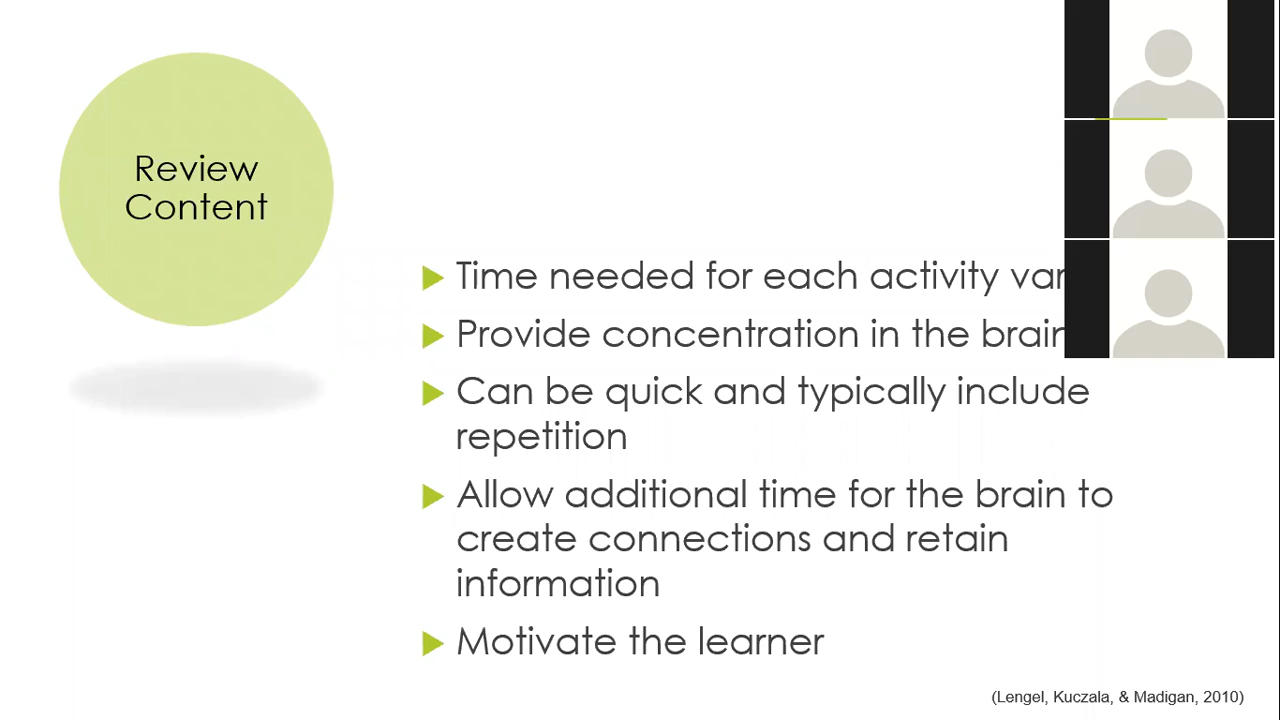 Review
Content
Time needed for each activity
Provide concentration in the brain
Can be quick and typically include
repetition
Allow additional time for the brain to
create connections and retain
information
Motivate the learner
(Lengel, Kuczala, & Madigan, 2010)